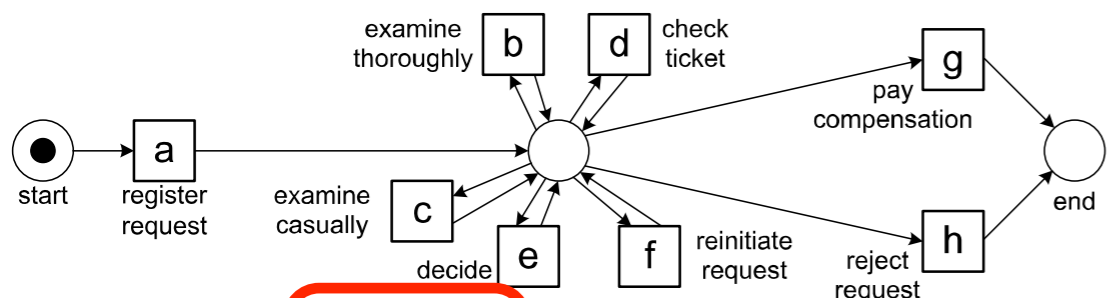 examine
thoroughly
b
d
check
ticket
g
pay
compensation
a
start
register
request
examine
casually
c
decide
e
f
reinitiate
request
reject
request
h
end